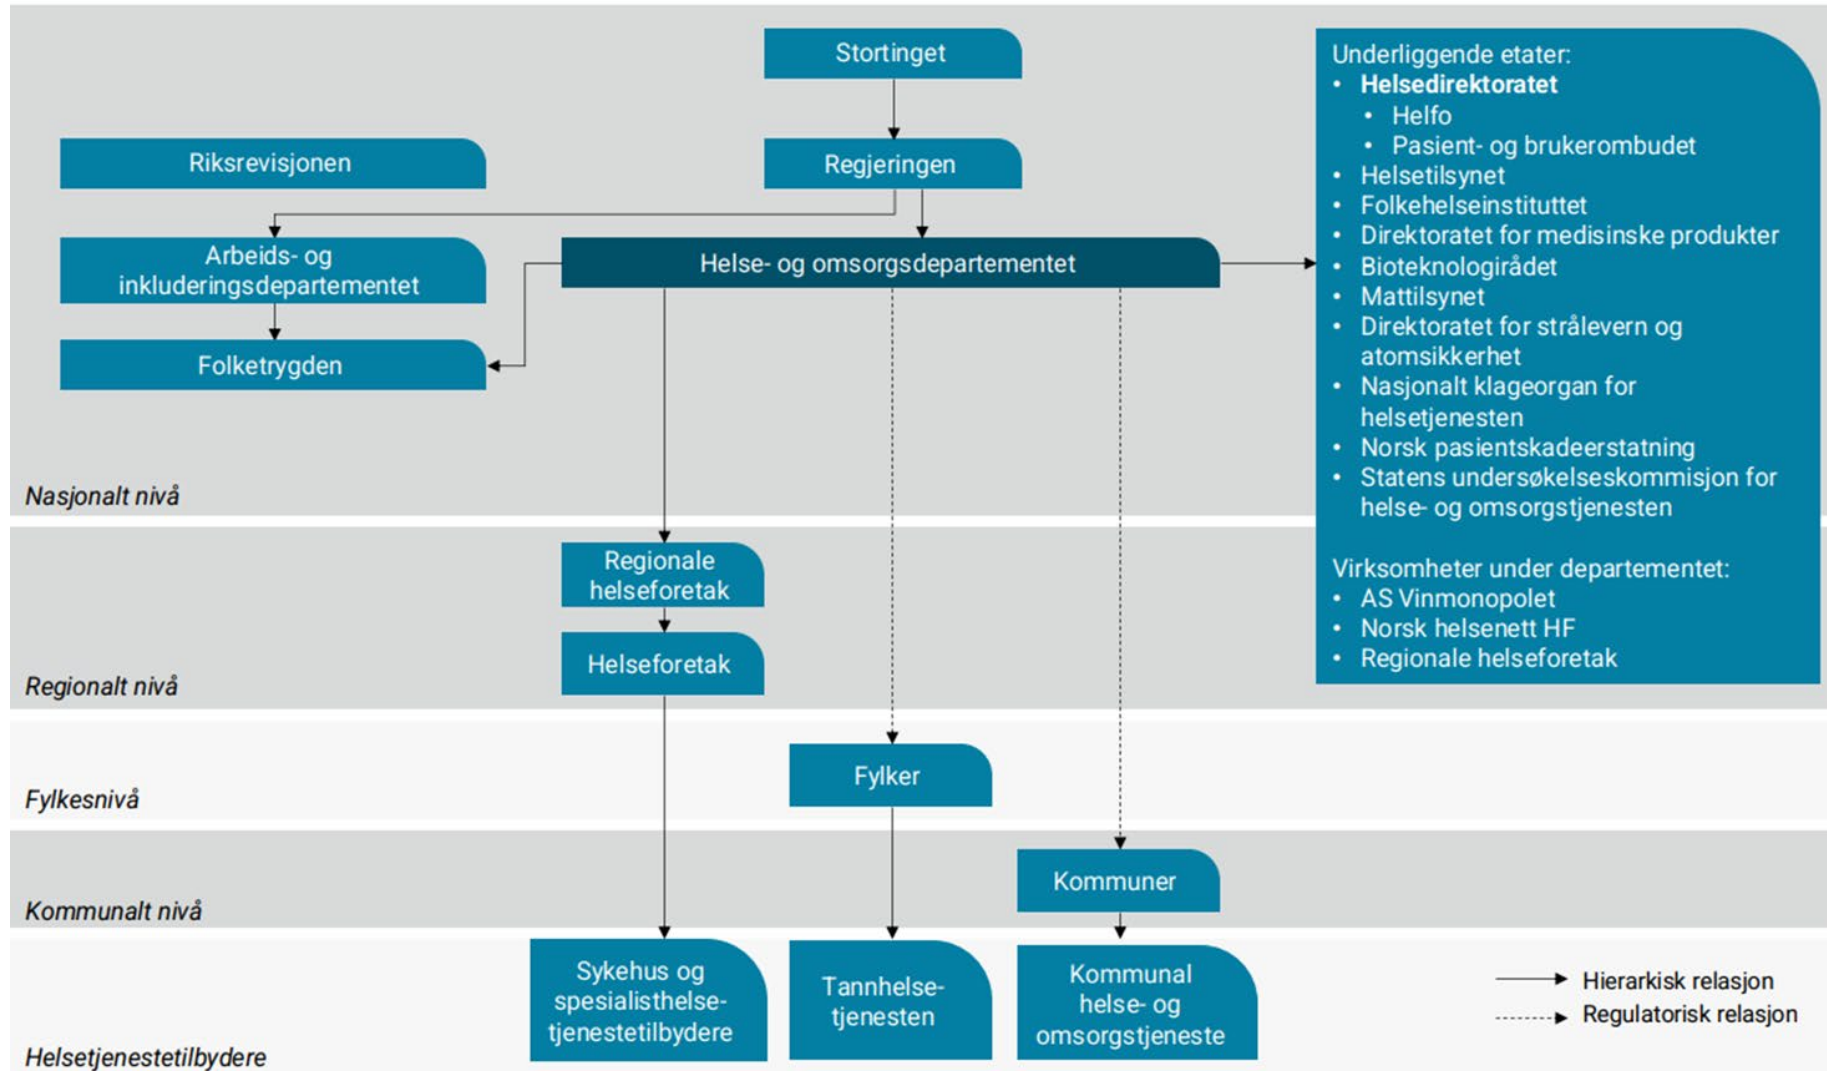 Stortinget
Riksrevisjonen
Regjeringen
Arbeids- og
inkluderingsdepartementet
Helse- og omsorgsdepartementet
Folketrygden
Nasjonalt nivå
Underliggende etater:
• Helsedirektoratet
• Helfo
• Pasient- og brukerombudet
• Helsetilsynet
• Folkehelseinstituttet
• Direktoratet for medisinske produkter
• Bioteknologirådet
• Mattilsynet
• Direktoratet for strålevern og
atomsikkerhet
• Nasjonalt klageorgan for
helsetjenesten
• Norsk pasientskadeerstatning
• Statens undersøkelseskommisjon for
helse- og omsorgstjenesten
Virksomheter under departementet:
• AS Vinmonopolet
• Norsk helsenett HF
• Regionale helseforetak
Regionale
helseforetak
Helseforetak
Regionalt nivå
Fylker
Fylkesnivå
Kommuner
Kommunalt nivå
Sykehus og
spesialisthelse-
tjenestetilbydere
Tannhelse-
tjenesten
Kommunal
helse- og
omsorgstjeneste
Hierarkisk relasjon
Regulatorisk relasjon
Helsetjenestetilbydere